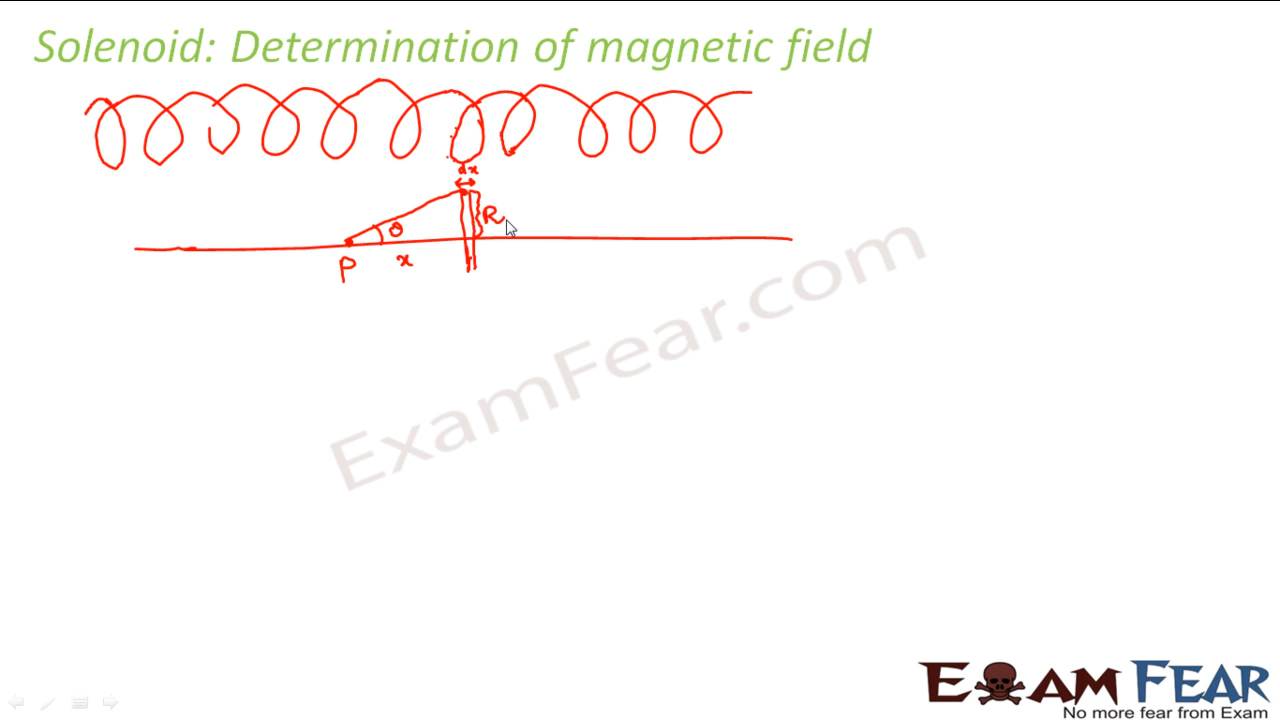 Solenoid: Determination of magnetic field
dx
R
θ
P
x
ExamFear.com
EXAM FEAR
No more fear from Exam